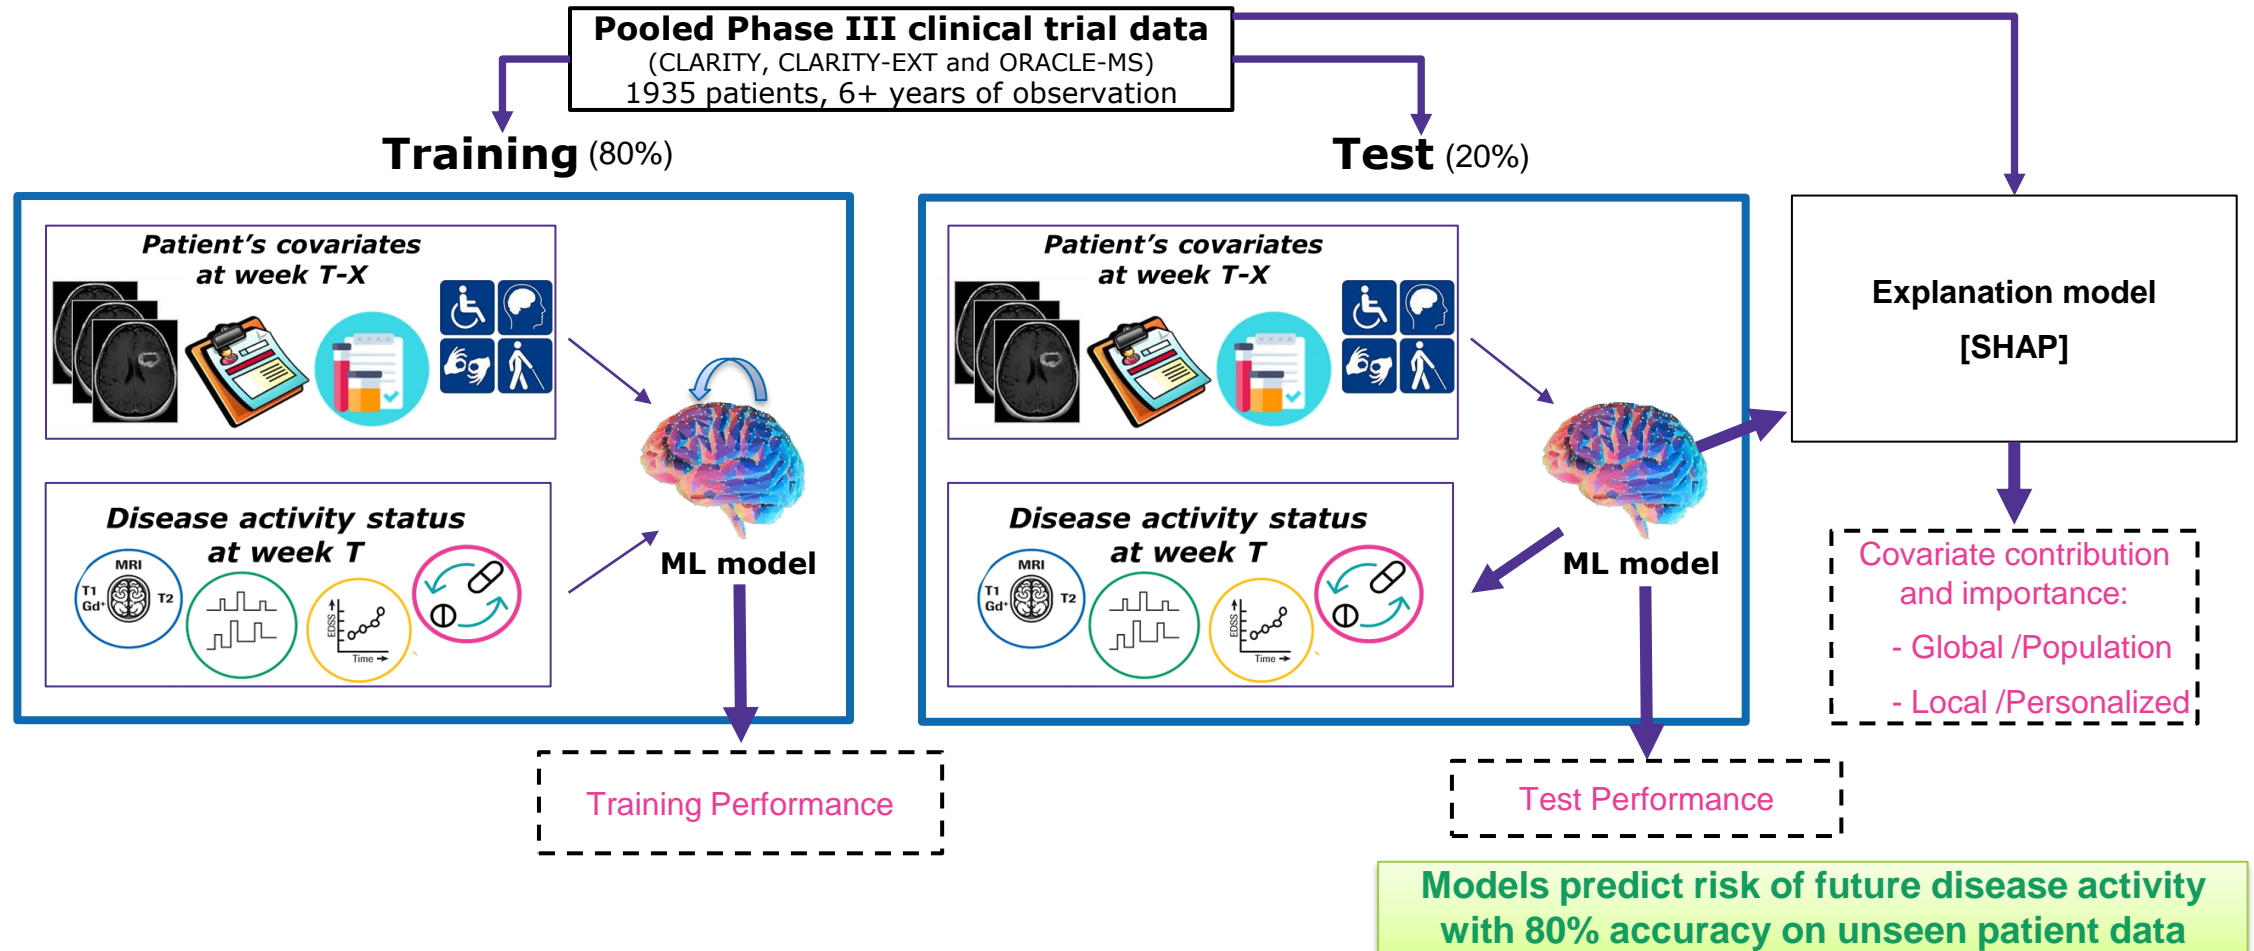 Pooled Phase III clinical trial data
(CLARITY, CLARITY-EXT and ORACLE-MS)
1935 patients, 6+ years of observation
Training (80%)
Test (20%)
Patient's covariates
at week T-X
ML model
Disease activity status
at week T
MRI
T1
Gd+
T2
EDSS
Time
Training Performance
Patient's covariates
at week T-X
ML model
Disease activity status
at week T
MRI
T1
Gd+
T2
EDSS
Time
Test Performance
Explanation model
[SHAP]
Covariate contribution
and importance:
- Global /Population
- Local /Personalized
Models predict risk of future disease activity
with 80% accuracy on unseen patient data